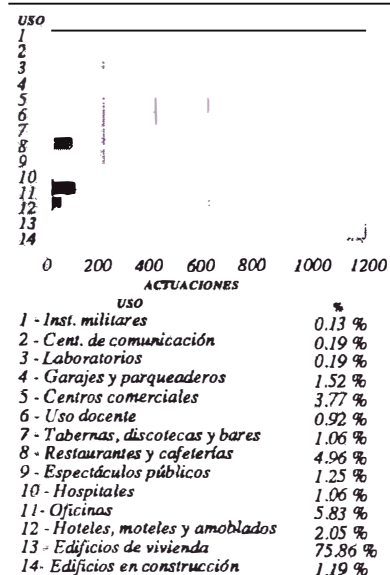 USO
1
2
3
4
5
6
7
8
9
10
11
12
13
14
0 200 400 600 800 1000 1200
ACTUACIONES
USO %
1 - Inst. militares 0.13 %
2 - Cent. de comunicación 0.19 %
3 - Laboratorios 0.19 %
4 - Garajes y parqueaderos 1.52 %
5 - Centros comerciales 3.77 %
6 - Uso docente 0.92 %
7 - Tabernas, discotecas y bares 1.06 %
8 - Restaurantes y cafeterías 4.96 %
9 - Espectáculos públicos 1.25 %
10 - Hospitales 1.06 %
11- Oficinas 5.83 %
12 - Hoteles, moteles y amoblados 2.05 %
13 - Edificios de vivienda 75.86 %
14- Edificios en construcción 1.19 %